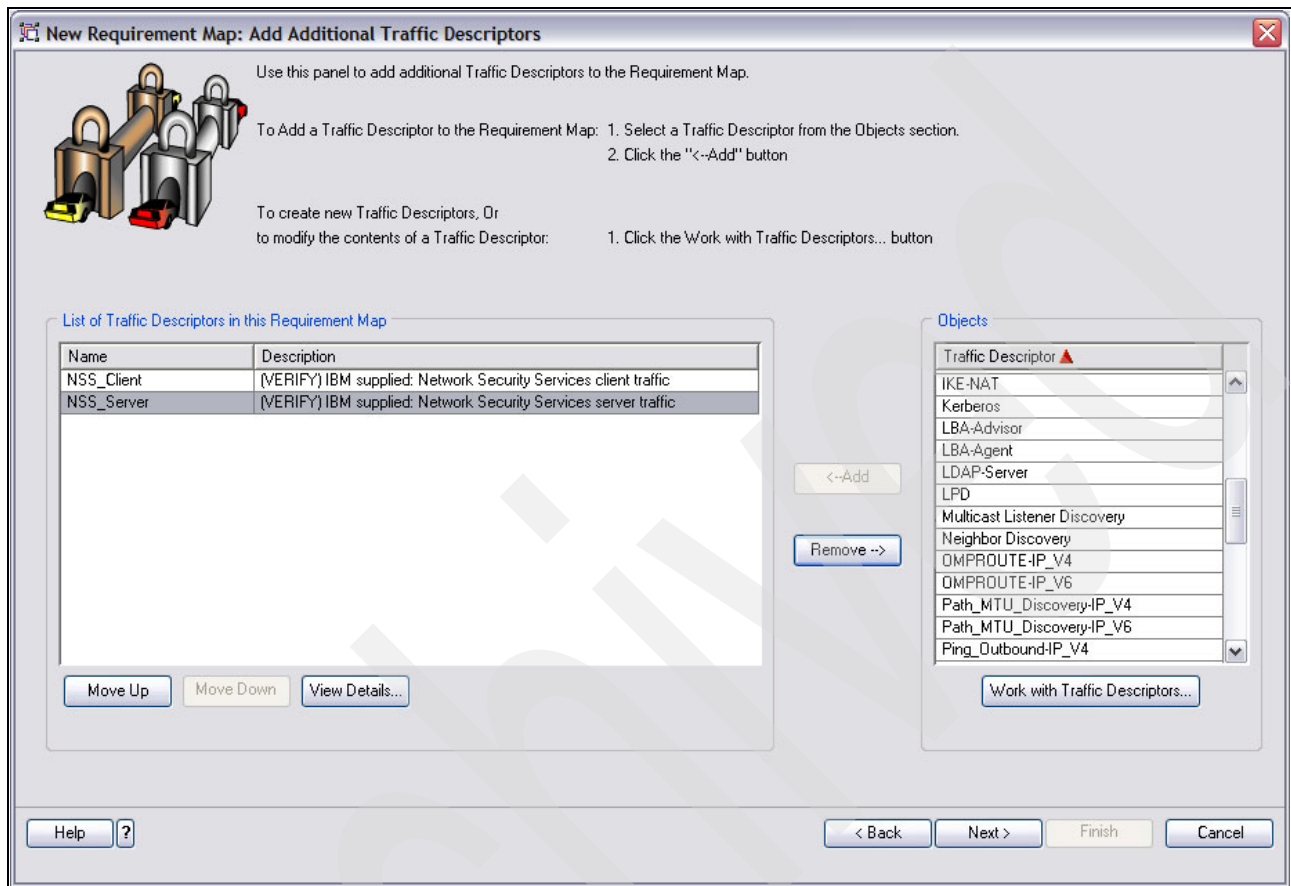 New Requirement Map: Add Additional Traffic Descriptors
Use this panel to add additional Traffic Descriptors to the Requirement Map.
To Add a Traffic Descriptor to the Requirement Map: 1. Select a Traffic Descriptor from the Objects section.
2. Click the "<--Add" button
To create new Traffic Descriptors, Or
to modify the contents of a Traffic Descriptor: 1. Click the Work with Traffic Descriptors... button
List of Traffic Descriptors in this Requirement Map
Name Description
NSS_Client (VERIFY) IBM supplied: Network Security Services client traffic
NSS_Server (VERIFY) IBM supplied: Network Security Services server traffic
Move Up Move Down View Details...
<--Add
Remove -->
Objects
Traffic Descriptor
IKE-NAT
Kerberos
LBA-Advisor
LBA-Agent
LDAP-Server
LPD
Multicast Listener Discovery
Neighbor Discovery
OMPROUTE-IP_V4
OMPROUTE-IP_V6
Path_MTU_Discovery-IP_V4
Path_MTU_Discovery-IP_V6
Ping_Outbound-IP_V4
Work with Traffic Descriptors...
Help ? < Back Next > Finish Cancel